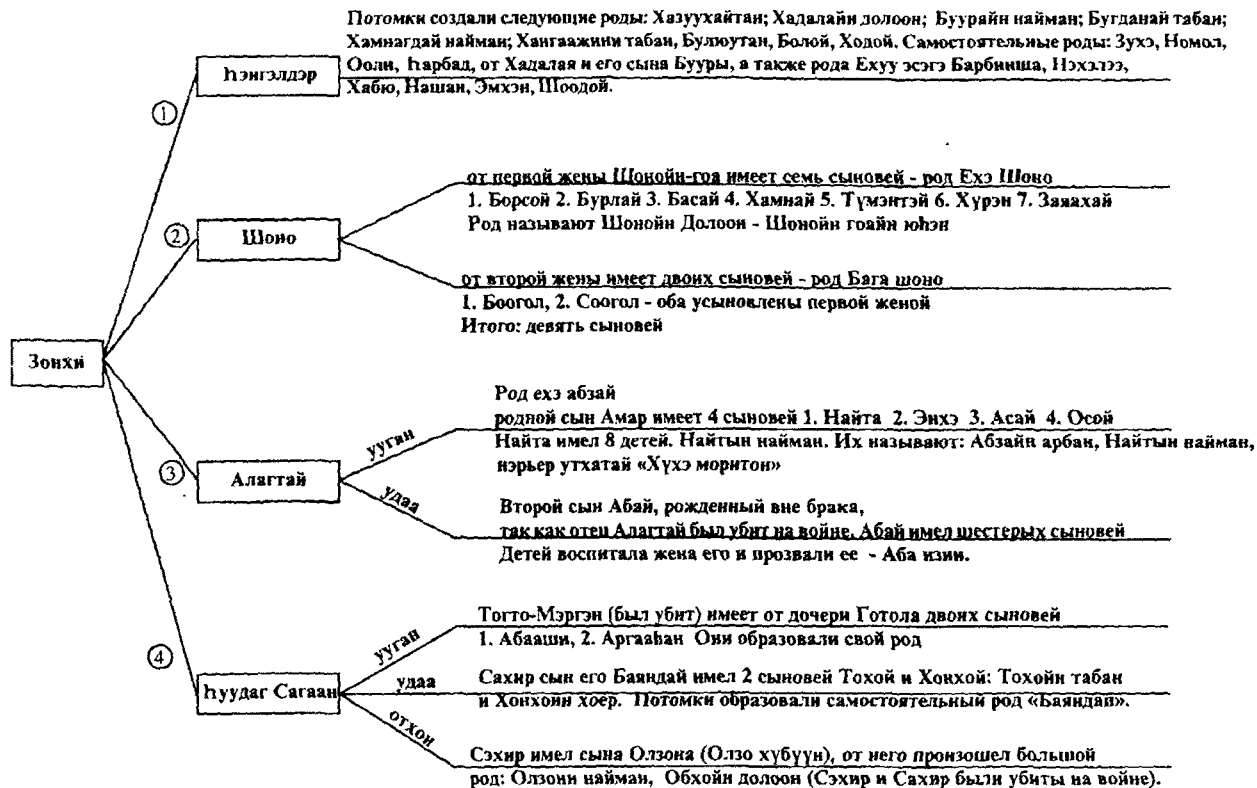 Потомки создали следующие роды: Хазуухайтан; Хадалайн долоон; Буурайн найман; Бугданай табан;
Хамнагдай найман; Хангаажини табан, Булюутан, Болой, Ходой. Самостоятельные роды: Зухэ, Номол,
Ооли, Һарбад, от Хадалая и его сына Бууры, а также рода Ехуу эсэгэ Барбинша, Нэхэлээ,
Хабю, Нашан, Эмхэн, Шоодой.
1
Һэнгэлдэр
от первой жены Шонойн-гоа имеет семь сыновей - род Ехэ Шоно
1. Борсой 2. Бурлай 3. Басай 4. Хамнай 5. Түмэнтэй 6. Хүрэн 7. Заяахай
Род называют Шонойн Долоон - Шонойн гоайн юһэн
2
Шоно
от второй жены имеет двоих сыновей - род Бага шоно
1. Боогол, 2. Соогол - оба усыновлены первой женой
Итого: девять сыновей
Зонхи
Род ехэ абзай
родной сын Амар имеет 4 сыновей 1. Найта 2. Энхэ 3. Асай 4. Осой
Найта имел 8 детей. Найтын найман. Их называют: Абзайн арбан, Найтын найман,
нэрьер утхатай «Хүхэ моритон»
ууган
3
Алагтай
удаа
Второй сын Абай, рожденный вне брака,
так как отец Алагтай был убит на войне. Абай имел шестерых сыновей
Детей воспитала жена его и прозвали ее - Аба изии.
Тогто-Мэргэн (был убит) имеет от дочери Готола двоих сыновей
1. Абааши, 2. Аргааһан Они образовали свой род
ууган
4
Һуудаг Сагаан
удаа
Сахир сын его Баяндай имел 2 сыновей Тохой и Хонхой: Тохойн табан
и Хонхойн хоер. Потомки образовали самостоятельный род «Баяндай».
отхон
Сэхир имел сына Олзона (Олзо хүбүүн), от него произошел большой
род: Олзони найман, Обхойн долоон (Сэхир и Сахир были убиты на войне).